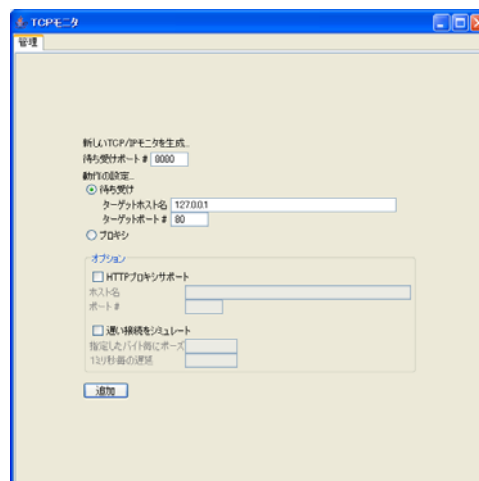 TCPモニタ
管理
新しいTCP/IPモニタを生成...
待ち受けポート # 8080
動作の設定...
待ち受け
ターゲットホスト名 127.0.0.1
ターゲットポート # 80
プロキシ
オプション
HTTPプロキシサポート
ホスト名
ポート #
遅い接続をシミュレート
指定したバイト毎にポーズ
ミリ秒毎の遅延
追加